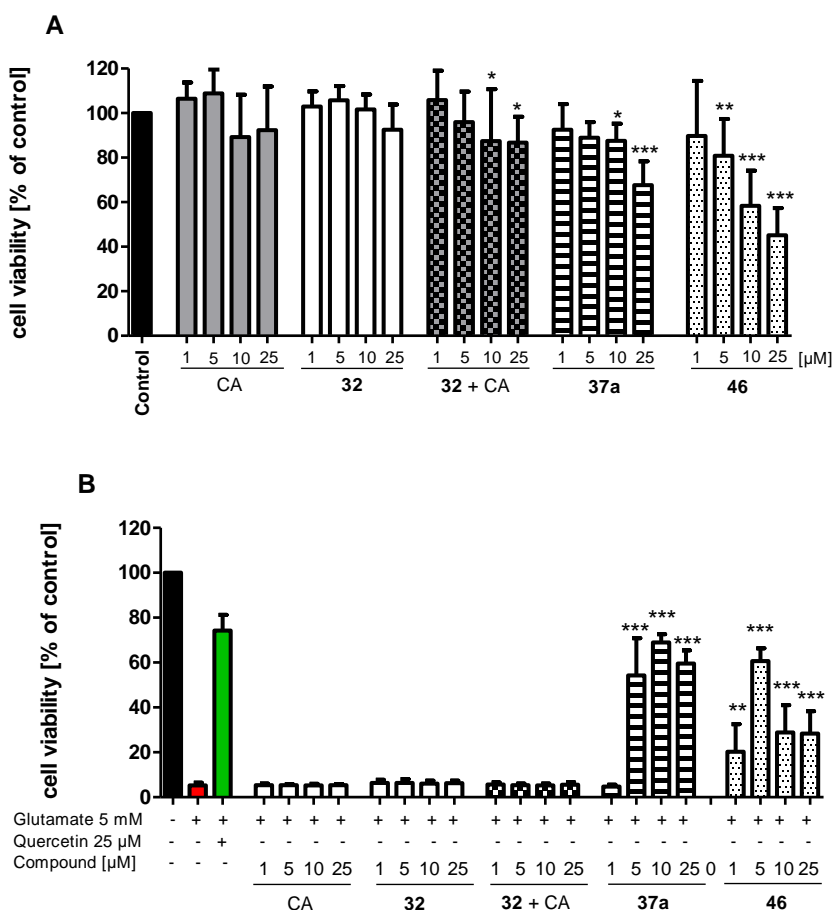 A
cell viability [% of control]
120
100
80
60
40
20
0
* * * *** ** *** ***
1 5 10 25 1 5 10 25 1 5 10 25 1 5 10 25 1 5 10 25 [µM]
Control CA 32 32 + CA 37a 46
B
cell viability [% of control]
120
100
80
60
40
20
0
*** *** *** ** *** *** ***
Glutamate 5 mM - + + + + + + + + + + + + + + + + + + + + + +
Quercetin 25 µM - - + - - - - - - - - - - - - - - - - - - - -
Compound [µM] - - - 1 5 10 25 1 5 10 25 1 5 10 25 1 5 10 25 0 1 5 10 25
CA 32 32 + CA 37a 46